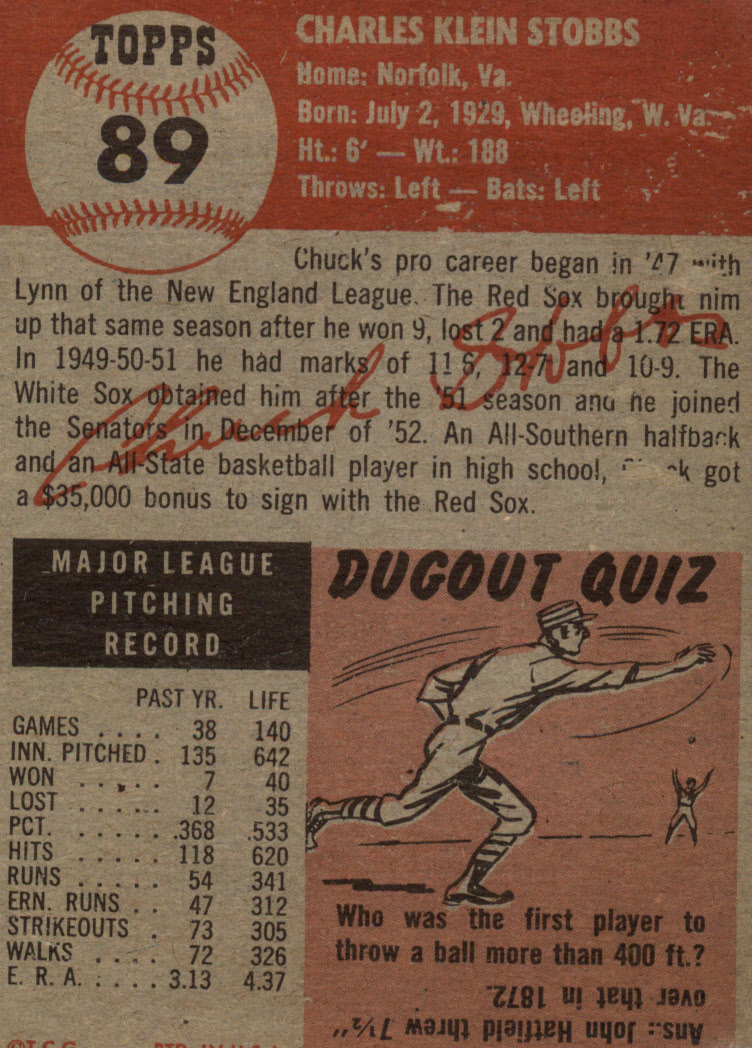 TOPPS
89
CHARLES KLEIN STOBBS
Home: Norfolk, Va.
Born: July 2, 1929, Wheeling, W. Va.
Ht.: 6' — Wt.: 188
Throws: Left — Bats: Left
Chuck's pro career began in '47 with
Lynn of the New England League. The Red Sox brought him
up that same season after he won 9, lost 2 and had a 1.72 ERA.
In 1949-50-51 he had marks of 11-6, 12-7 and 10-9. The
White Sox obtained him after the '51 season and he joined
the Senators in December of '52. An All-Southern halfback
and an All-State basketball player in high school, Chuck got
a $35,000 bonus to sign with the Red Sox.
Chuck Stobbs
MAJOR LEAGUE
PITCHING
RECORD
PAST YR. LIFE
GAMES . . . . 38 140
INN. PITCHED . 135 642
WON . . . . . 7 40
LOST . . . . . 12 35
PCT. . . . . . .368 .533
HITS . . . . . 118 620
RUNS . . . . . 54 341
ERN. RUNS . . 47 312
STRIKEOUTS . 73 305
WALKS . . . . 72 326
E. R. A. . . . . 3.13 4.37
DUGOUT QUIZ
Who was the first player to
throw a ball more than 400 ft.?
Ans.: John Hatfield threw 7½"
over that in 1872.
©T.C.G.
PTD. IN U.S.A.